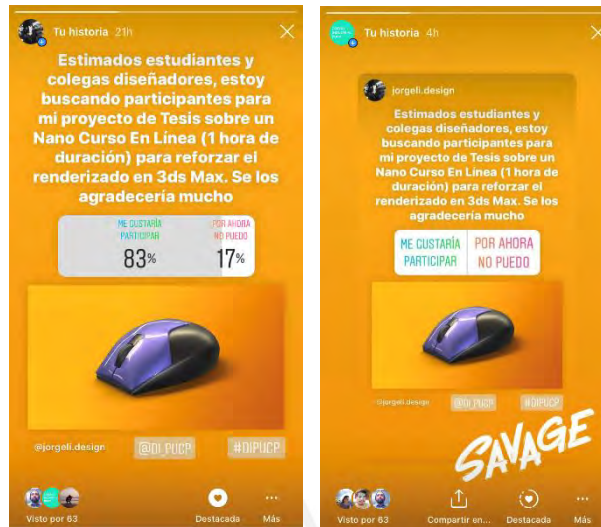 Tu historia 21h
Estimados estudiantes y
colegas diseñadores, estoy
buscando participantes para
mi proyecto de Tesis sobre un
Nano Curso En Línea (1 hora de
duración) para reforzar el
renderizado en 3ds Max. Se los
agradecería mucho
ME GUSTARÍA
PARTICIPAR
83%
POR AHORA
NO PUEDO
17%
@jorgeli.design @DI_PUCP #DIPUCP
Visto por 63 Destacada Más
Tu historia 4h
jorgeli.design
Estimados estudiantes y
colegas diseñadores, estoy
buscando participantes para
mi proyecto de Tesis sobre un
Nano Curso En Línea (1 hora de
duración) para reforzar el
renderizado en 3ds Max. Se los
agradecería mucho
ME GUSTARÍA
PARTICIPAR
POR AHORA
NO PUEDO
@jorgeli.design @DI_PUCP #DIPUCP
SAVAGE
Visto por 63 Compartir en... Destacada Más